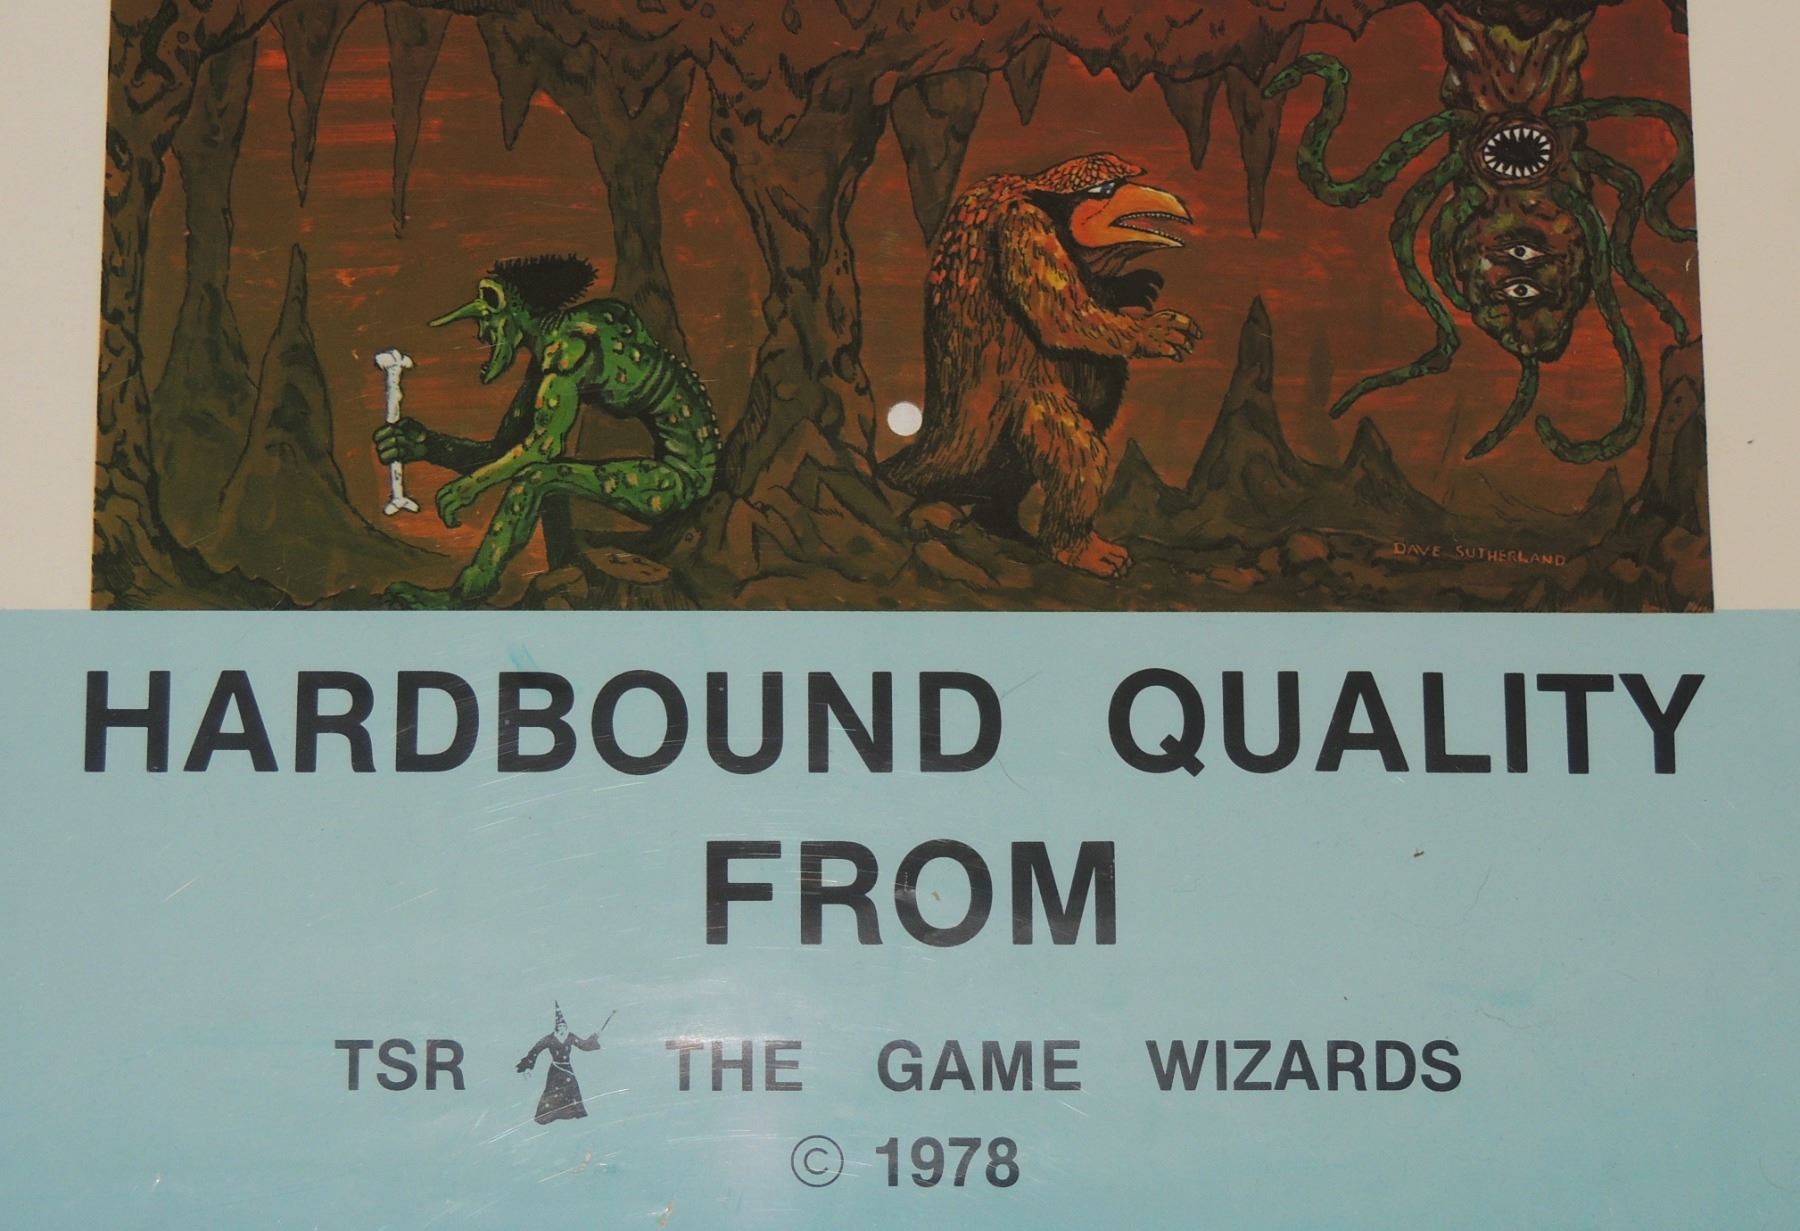 DAVE SUTHERLAND
HARDBOUND QUALITY
FROM
TSR THE GAME WIZARDS
© 1978